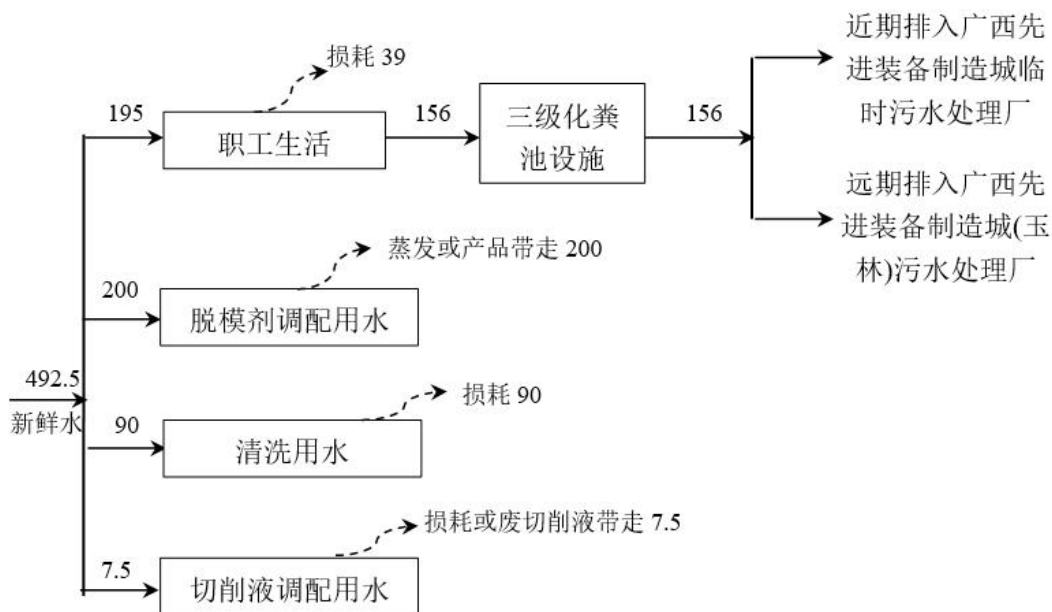 损耗 39
近期排入广西先
进装备制造城临
时污水处理厂
195
职工生活
156
三级化粪
池设施
156
远期排入广西先
进装备制造城(玉
林)污水处理厂
蒸发或产品带走 200
200
脱模剂调配用水
492.5
新鲜水
损耗 90
90
清洗用水
损耗或废切削液带走 7.5
7.5
切削液调配用水